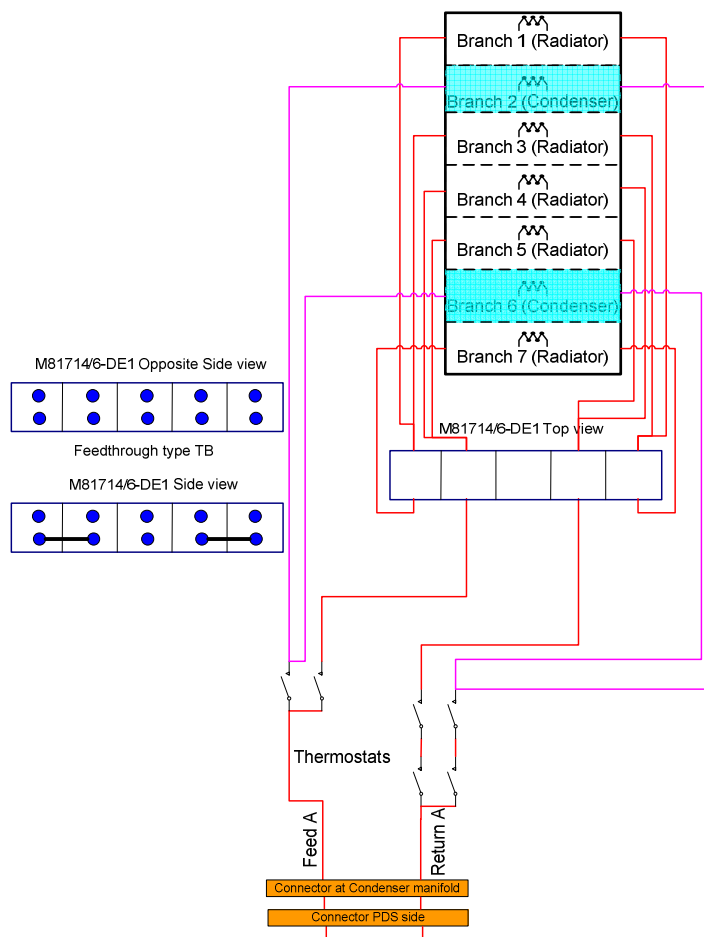 Branch 1 (Radiator)
Branch 2 (Condenser)
Branch 3 (Radiator)
Branch 4 (Radiator)
Branch 5 (Radiator)
Branch 6 (Condenser)
Branch 7 (Radiator)
M81714/6-DE1 Opposite Side view
Feedthrough type TB
M81714/6-DE1 Top view
M81714/6-DE1 Side view
Thermostats
Feed A
Return A
Connector at Condenser manifold
Connector PDS side